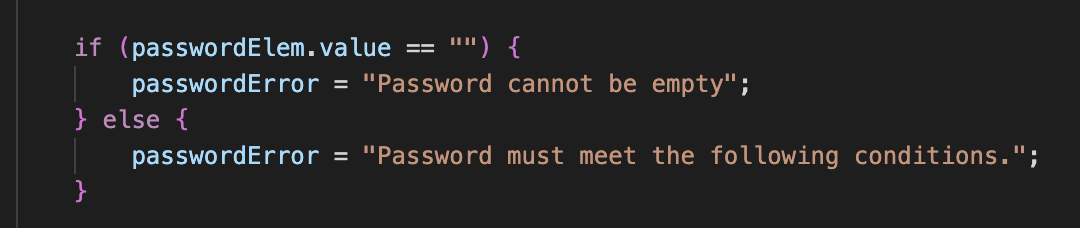 if (passwordElem.value == "") {
    passwordError = "Password cannot be empty";
} else {
    passwordError = "Password must meet the following conditions.";
}